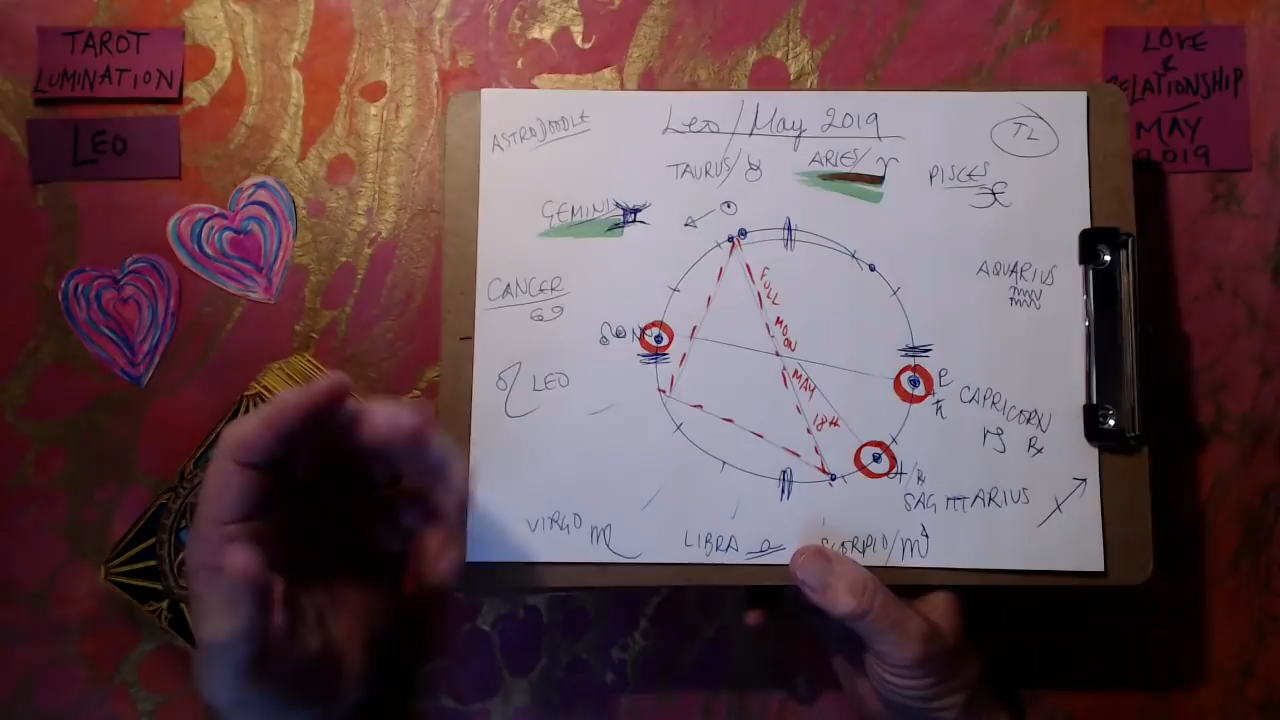 TAROT
LUMINATION
LEO
LOVE
&
RELATIONSHIP
MAY
2019
ASTRODOODLE
Leo/May 2019
TL
TAURUS/♉
ARIES/♈
PISCES
♓
GEMINI ♊
CANCER
♋
AQUARIUS
♒
♌ LEO
FULL
MOON
MAY
18TH
CAPRICORN
♑ ℞
SAGITTARIUS
♐
VIRGO ♍
LIBRA ♎
SCORPIO/♏